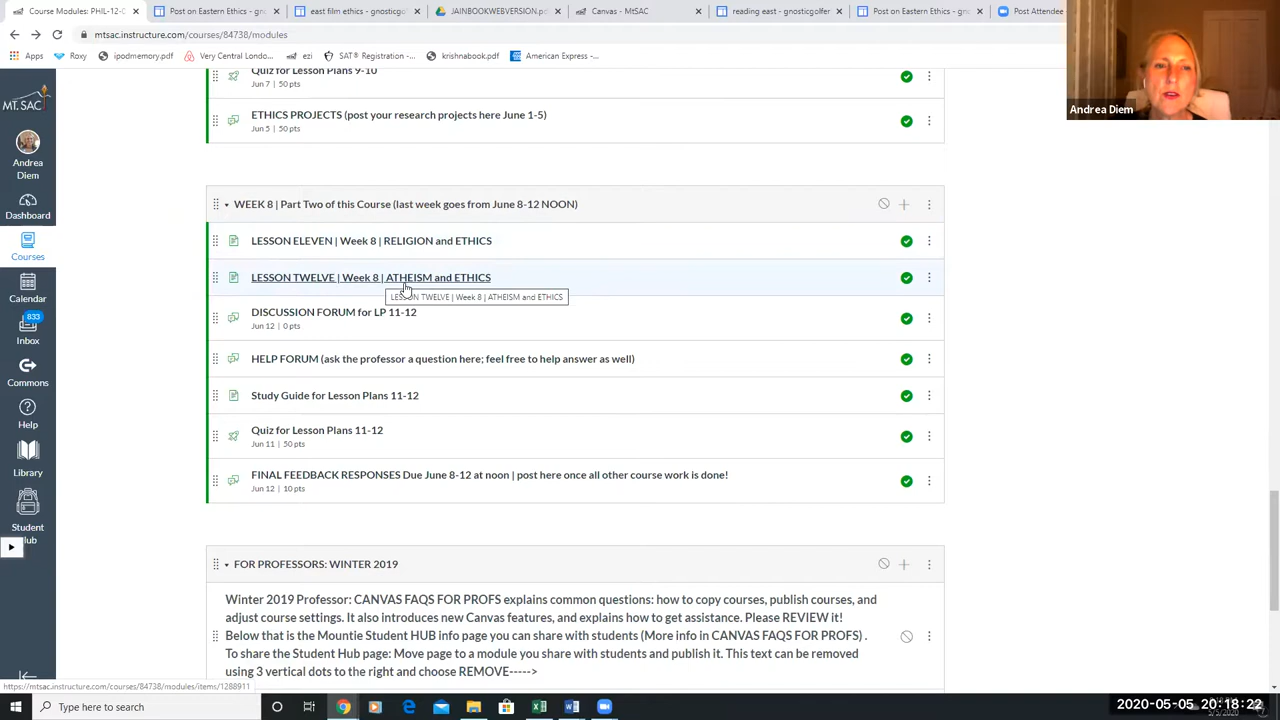 Course Modules: PHIL-12-C
Post on Eastern Ethics - gno
east film ethics - gnosticgolfe
JAINBOOKWEBVERSION.pd
Canvas - MtSAC
reading east - gnosticgolfer
Post on Eastern Ethics - gno
Post Attendee
mtsac.instructure.com/courses/84738/modules
Apps
Roxy
ipodmemory.html
Very Central Londo...
ezi
SAT® Registration -...
krishnabook.pdf
American Express -...
MT. SAC
Andrea
Diem
Dashboard
Courses
Calendar
833
Inbox
Commons
Help
Library
Student
Quiz for Lesson Plans 9-10
Jun 7 | 50 pts
ETHICS PROJECTS (post your research projects here June 1-5)
Jun 5 | 50 pts
WEEK 8 | Part Two of this Course (last week goes from June 8-12 NOON)
LESSON ELEVEN | Week 8 | RELIGION and ETHICS
LESSON TWELVE | Week 8 | ATHEISM and ETHICS
LESSON TWELVE | Week 8 | ATHEISM and ETHICS
DISCUSSION FORUM for LP 11-12
Jun 12 | 0 pts
HELP FORUM (ask the professor a question here; feel free to help answer as well)
Study Guide for Lesson Plans 11-12
Quiz for Lesson Plans 11-12
Jun 11 | 50 pts
FINAL FEEDBACK RESPONSES Due June 8-12 at noon | post here once all other course work is done!
Jun 12 | 10 pts
FOR PROFESSORS: WINTER 2019
Winter 2019 Professor: CANVAS FAQS FOR PROFS explains common questions: how to copy courses, publish courses, and
adjust course settings. It also introduces new Canvas features, and explains how to get assistance. Please REVIEW it!
Below that is the Mountie Student HUB info page you can share with students (More info in CANVAS FAQS FOR PROFS) .
To share the Student Hub page: Move page to a module you share with students and publish it. This text can be removed
using 3 vertical dots to the right and choose REMOVE----->
https://mtsac.instructure.com/courses/84738/modules/items/1288911
Andrea Diem
Type here to search
2020-05-05 20:18:22